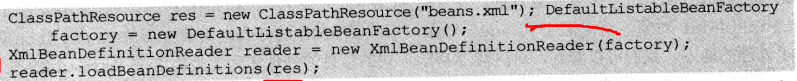 ClassPathResource res = new ClassPathResource("beans.xml"); DefaultListableBeanFactory
factory = new DefaultListableBeanFactory();
XmlBeanDefinitionReader reader = new XmlBeanDefinitionReader(factory);
reader.loadBeanDefinitions(res);